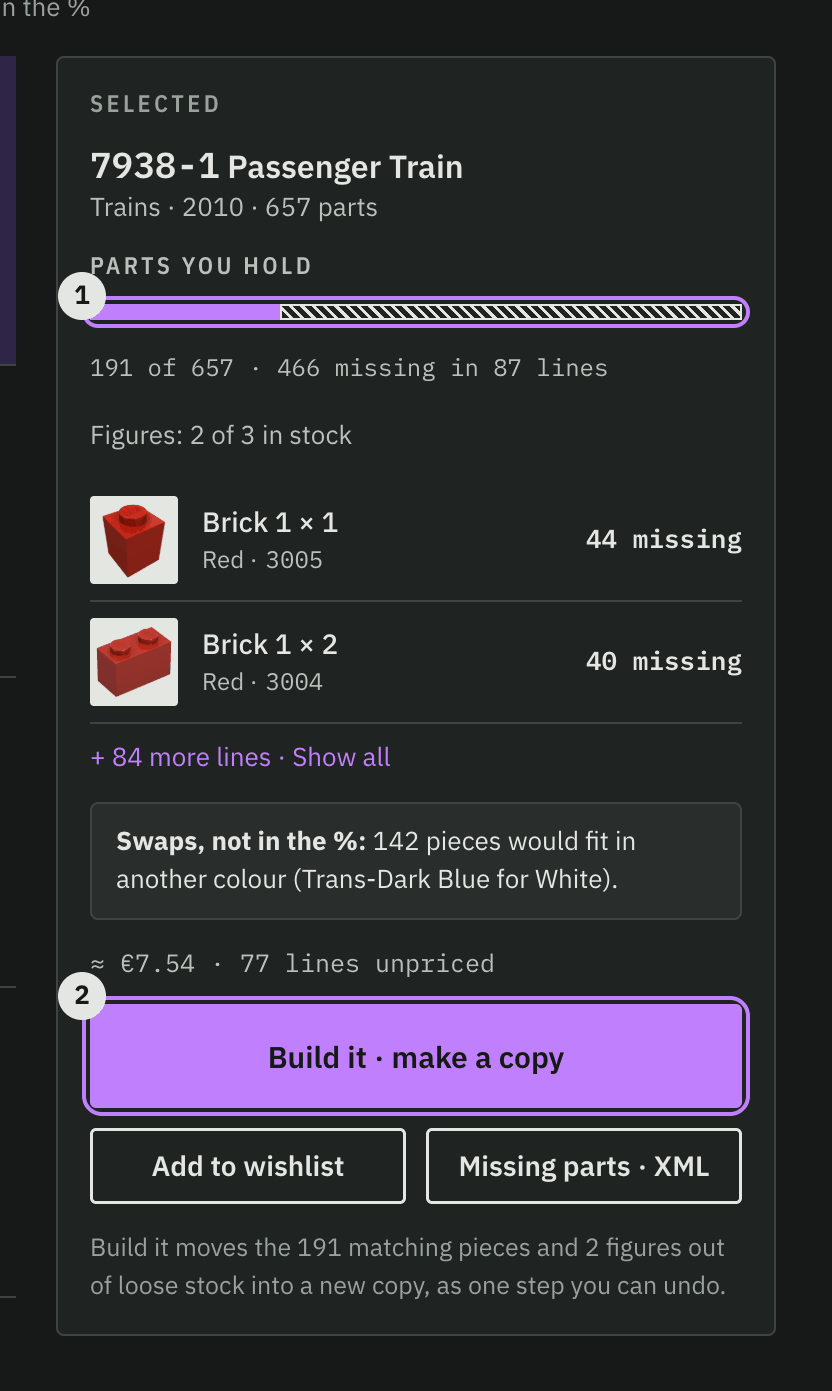 n the %
SELECTED
7938-1 Passenger Train
Trains · 2010 · 657 parts
PARTS YOU HOLD
1
191 of 657 · 466 missing in 87 lines
Figures: 2 of 3 in stock
Brick 1 × 1
Red · 3005
44 missing
Brick 1 × 2
Red · 3004
40 missing
+ 84 more lines · Show all
Swaps, not in the %: 142 pieces would fit in
another colour (Trans-Dark Blue for White).
≈ €7.54 · 77 lines unpriced
2
Build it · make a copy
Add to wishlist
Missing parts · XML
Build it moves the 191 matching pieces and 2 figures out
of loose stock into a new copy, as one step you can undo.